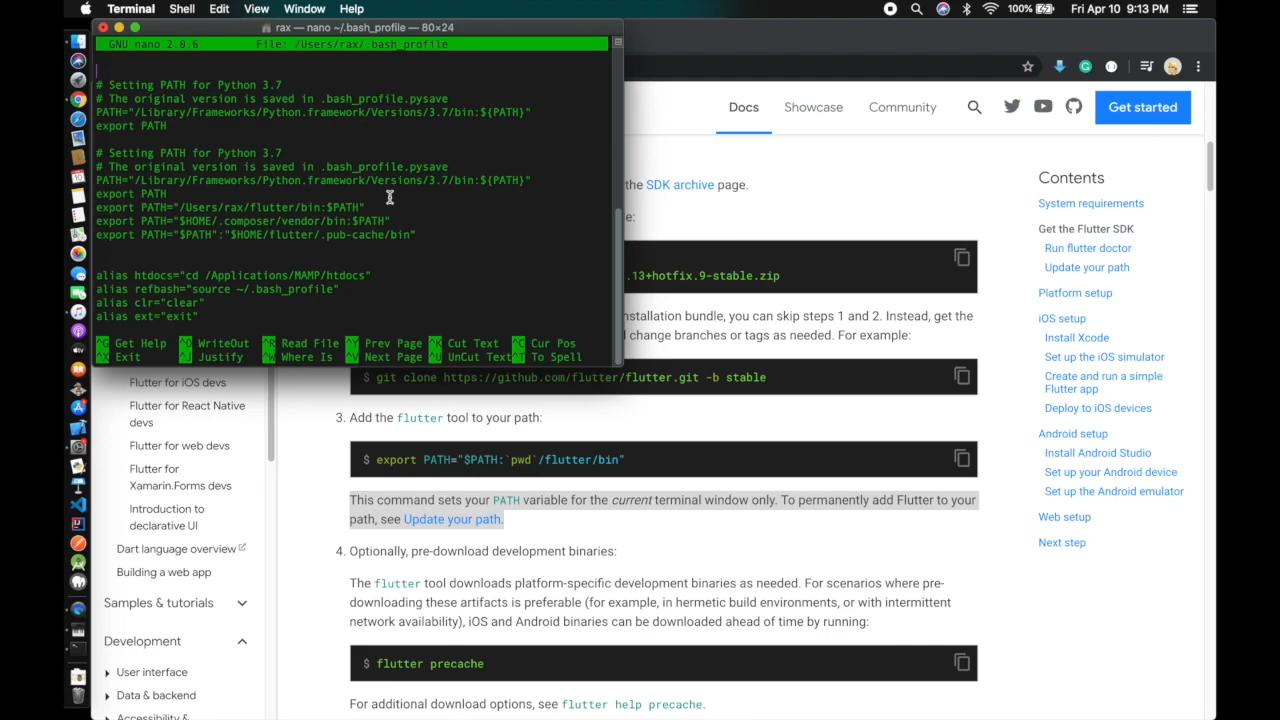 Terminal Shell Edit View Window Help
100% Fri Apr 10 9:13 PM
rax — nano ~/.bash_profile — 80×24
GNU nano 2.0.6 File: /Users/rax/.bash_profile
# Setting PATH for Python 3.7
# The original version is saved in .bash_profile.pysave
PATH="/Library/Frameworks/Python.framework/Versions/3.7/bin:${PATH}"
export PATH
# Setting PATH for Python 3.7
# The original version is saved in .bash_profile.pysave
PATH="/Library/Frameworks/Python.framework/Versions/3.7/bin:${PATH}"
export PATH
export PATH="/Users/rax/flutter/bin:$PATH"
export PATH="$HOME/.composer/vendor/bin:$PATH"
export PATH="$PATH":"$HOME/flutter/.pub-cache/bin"
alias htdocs="cd /Applications/MAMP/htdocs"
alias refbash="source ~/.bash_profile"
alias clr="clear"
alias ext="exit"
^G Get Help ^O WriteOut ^R Read File ^Y Prev Page ^K Cut Text ^C Cur Pos
^X Exit ^J Justify ^W Where Is ^V Next Page ^U UnCut Text ^T To Spell
Docs Showcase Community Get started
the SDK archive page.
e:
.13+hotfix.9-stable.zip
nstallation bundle, you can skip steps 1 and 2. Instead, get the
change branches or tags as needed. For example:
$ git clone https://github.com/flutter/flutter.git -b stable
3. Add the flutter tool to your path:
$ export PATH="$PATH:`pwd`/flutter/bin"
This command sets your PATH variable for the current terminal window only. To permanently add Flutter to your
path, see Update your path.
4. Optionally, pre-download development binaries:
The flutter tool downloads platform-specific development binaries as needed. For scenarios where pre-
downloading these artifacts is preferable (for example, in hermetic build environments, or with intermittent
network availability), iOS and Android binaries can be downloaded ahead of time by running:
$ flutter precache
For additional download options, see flutter help precache.
Flutter for iOS devs
Flutter for React Native
devs
Flutter for web devs
Flutter for
Xamarin.Forms devs
Introduction to
declarative UI
Dart language overview
Building a web app
Samples & tutorials
Development
User interface
Data & backend
Accessibility &
Contents
System requirements
Get the Flutter SDK
Run flutter doctor
Update your path
Platform setup
iOS setup
Install Xcode
Set up the iOS simulator
Create and run a simple
Flutter app
Deploy to iOS devices
Android setup
Install Android Studio
Set up your Android device
Set up the Android emulator
Web setup
Next step